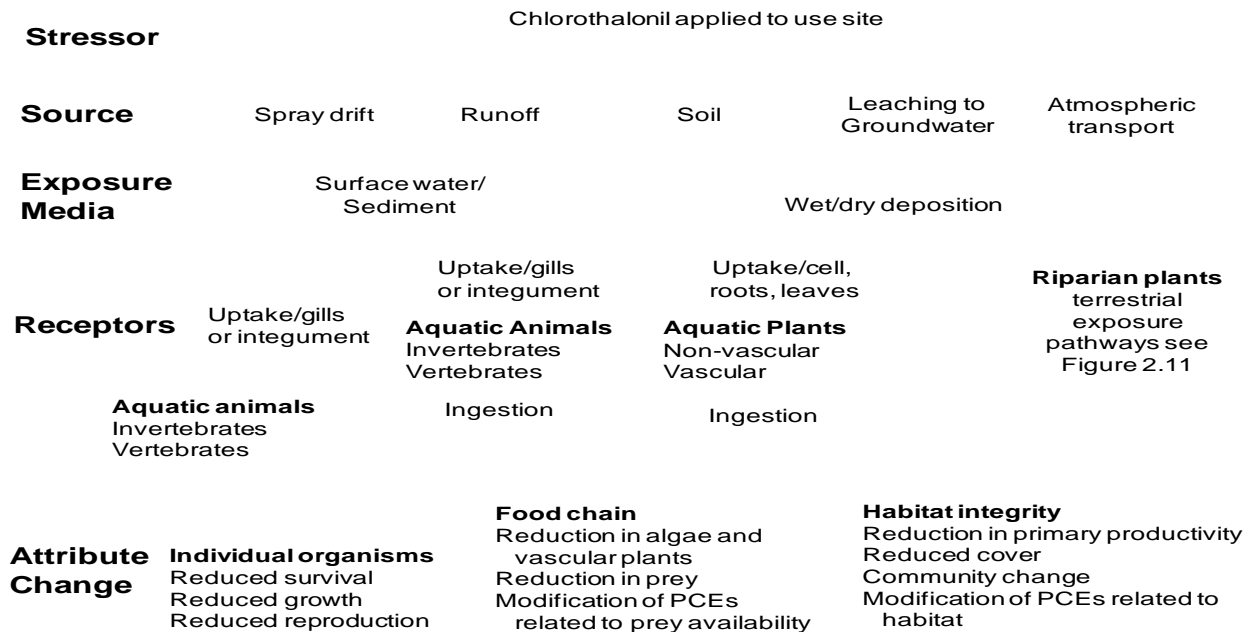 Stressor
Chlorothalonil applied to use site
Source
Spray drift
Runoff
Soil
Leaching to
Groundwater
Atmospheric
transport
Exposure
Media
Surface water/
Sediment
Wet/dry deposition
Receptors
Uptake/gills
or integument
Uptake/gills
or integument
Aquatic Animals
Invertebrates
Vertebrates
Uptake/cell,
roots, leaves
Aquatic Plants
Non-vascular
Vascular
Riparian plants
terrestrial
exposure
pathways see
Figure 2.11
Aquatic animals
Invertebrates
Vertebrates
Ingestion
Ingestion
Attribute
Change
Individual organisms
Reduced survival
Reduced growth
Reduced reproduction
Food chain
Reduction in algae and
vascular plants
Reduction in prey
Modification of PCEs
related to prey availability
Habitat integrity
Reduction in primary productivity
Reduced cover
Community change
Modification of PCEs related to
habitat